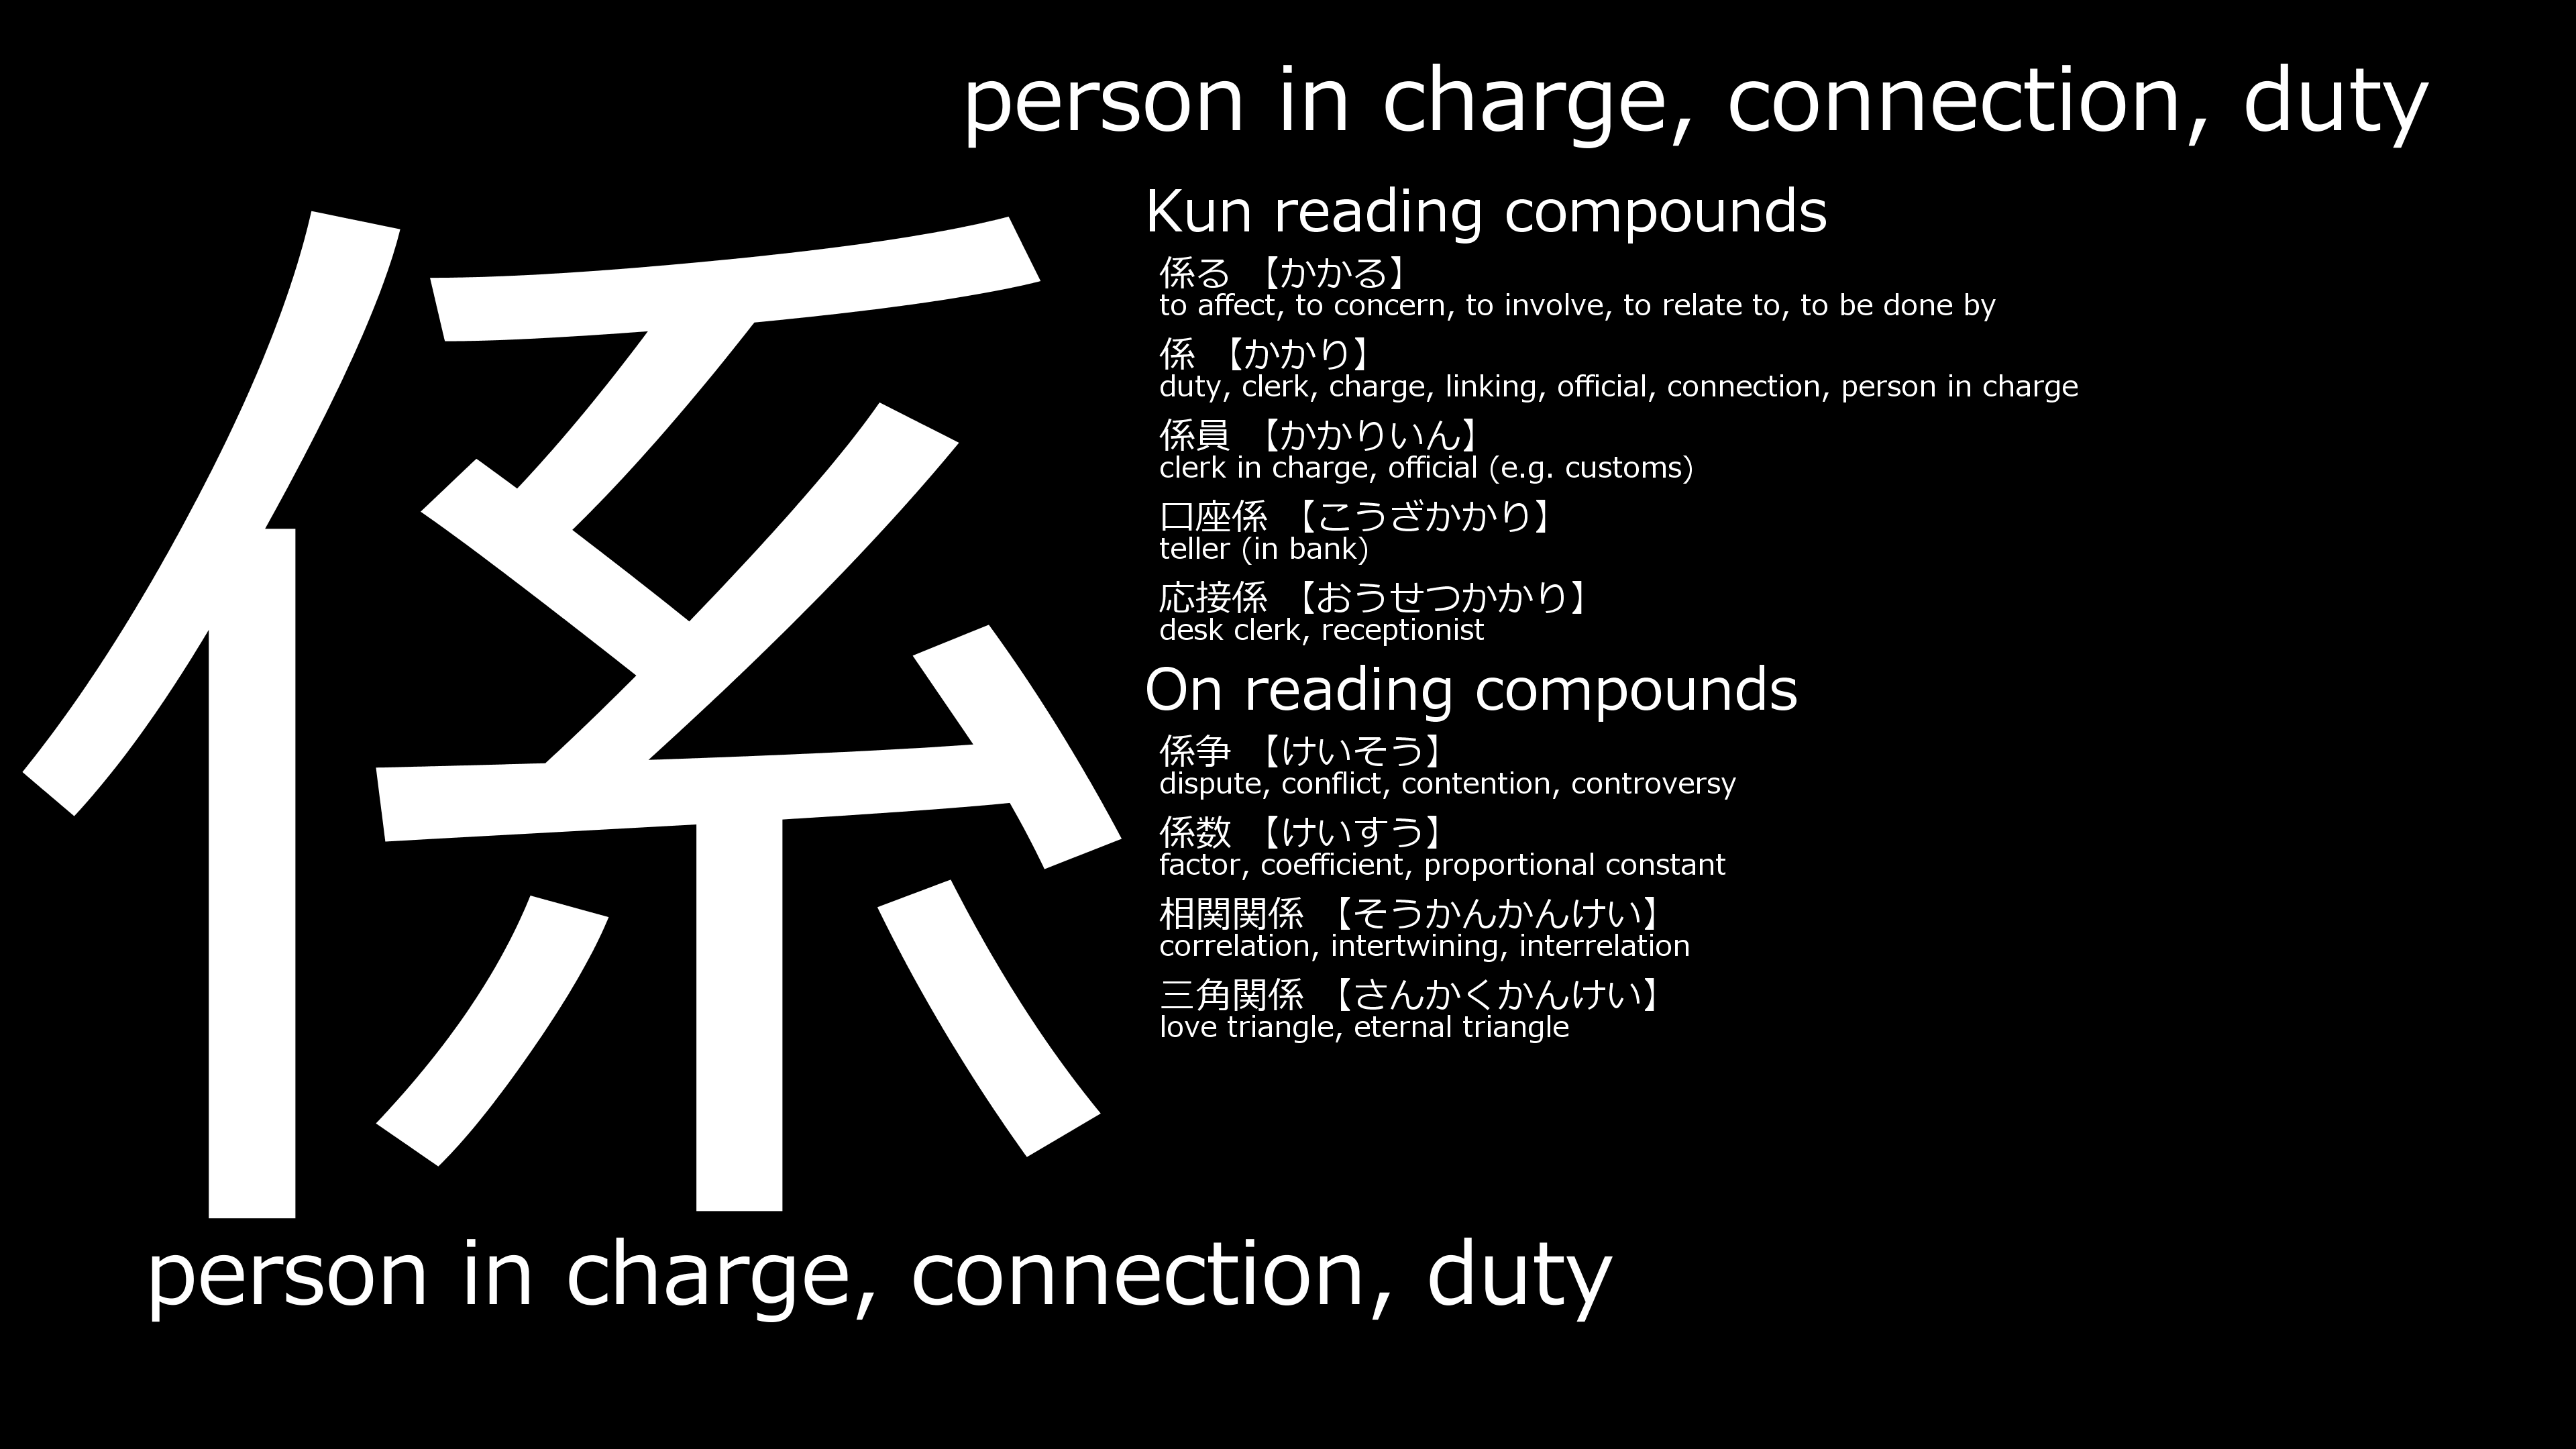 person in charge, connection, duty
係
Kun reading compounds
係る 【かかる】
to affect, to concern, to involve, to relate to, to be done by
係 【かかり】
duty, clerk, charge, linking, official, connection, person in charge
係員 【かかりいん】
clerk in charge, official (e.g. customs)
口座係 【こうざかかり】
teller (in bank)
応接係 【おうせつかかり】
desk clerk, receptionist
On reading compounds
係争 【けいそう】
dispute, conflict, contention, controversy
係数 【けいすう】
factor, coefficient, proportional constant
相関関係 【そうかんかんけい】
correlation, intertwining, interrelation
三角関係 【さんかくかんけい】
love triangle, eternal triangle
person in charge, connection, duty